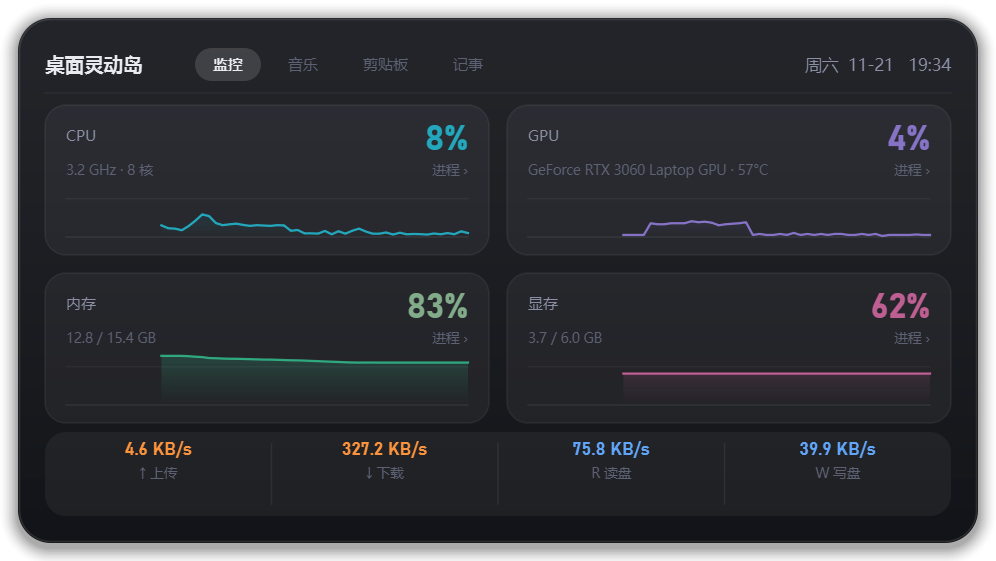 桌面灵动岛 监控 音乐 剪贴板 记事 周六 11-21 19:34
CPU 8%
3.2 GHz · 8 核 进程 ›
GPU 4%
GeForce RTX 3060 Laptop GPU · 57°C 进程 ›
内存 83%
12.8 / 15.4 GB 进程 ›
显存 62%
3.7 / 6.0 GB 进程 ›
4.6 KB/s 327.2 KB/s 75.8 KB/s 39.9 KB/s
↑ 上传 ↓ 下载 R 读盘 W 写盘